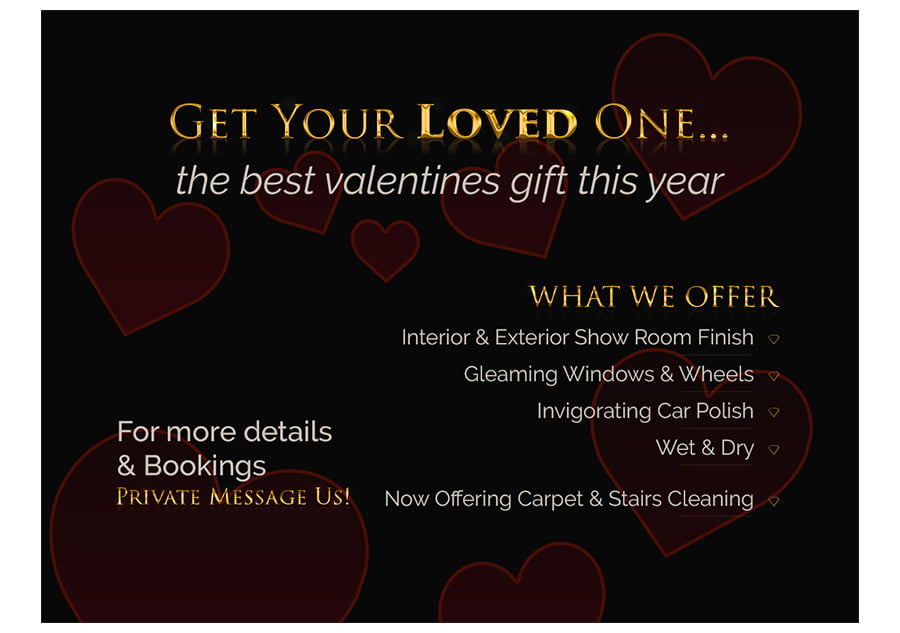 Get Your Loved One...
the best valentines gift this year
WHAT WE OFFER
Interior & Exterior Show Room Finish
Gleaming Windows & Wheels
Invigorating Car Polish
Wet & Dry
Now Offering Carpet & Stairs Cleaning
For more details
& Bookings
Private Message Us!